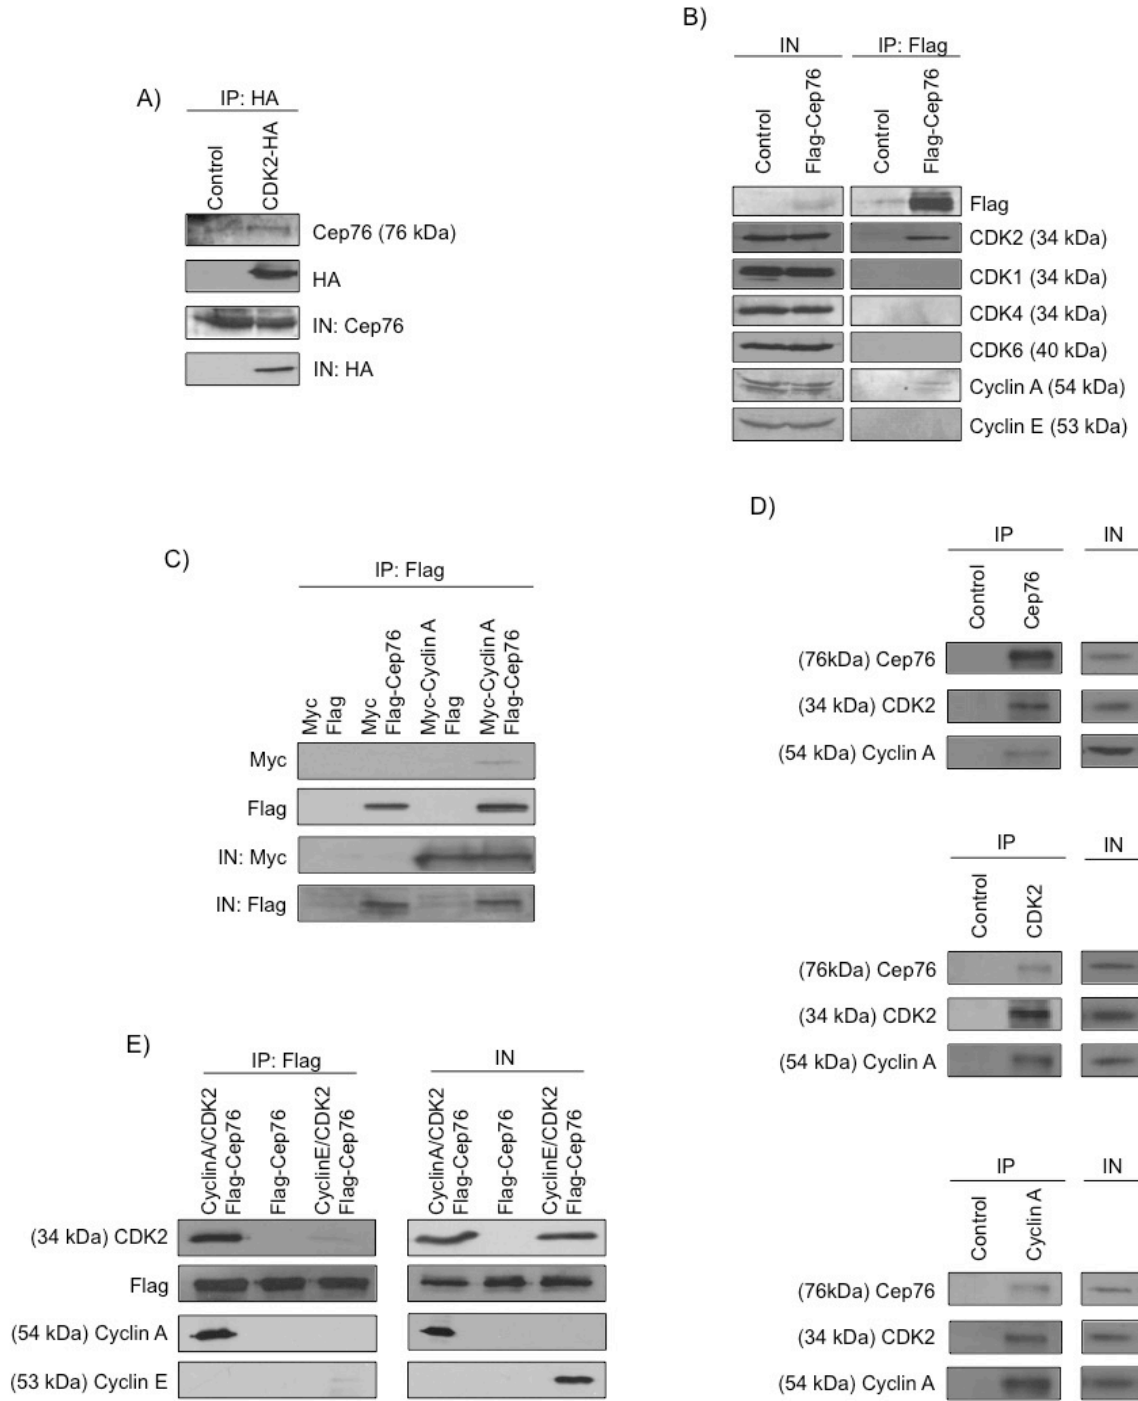 A)
IP: HA
Control
CDK2-HA
Cep76 (76 kDa)
HA
IN: Cep76
IN: HA
B)
IN
IP: Flag
Control
Flag-Cep76
Control
Flag-Cep76
Flag
CDK2 (34 kDa)
CDK1 (34 kDa)
CDK4 (34 kDa)
CDK6 (40 kDa)
Cyclin A (54 kDa)
Cyclin E (53 kDa)
C)
IP: Flag
Myc
Flag
Myc
Flag-Cep76
Myc-Cyclin A
Flag
Myc-Cyclin A
Flag-Cep76
Myc
Flag
IN: Myc
IN: Flag
D)
IP
IN
Control
Cep76
(76kDa) Cep76
(34 kDa) CDK2
(54 kDa) Cyclin A
IP
IN
Control
CDK2
(76kDa) Cep76
(34 kDa) CDK2
(54 kDa) Cyclin A
IP
IN
Control
Cyclin A
(76kDa) Cep76
(34 kDa) CDK2
(54 kDa) Cyclin A
E)
IP: Flag
IN
CyclinA/CDK2
Flag-Cep76
Flag-Cep76
CyclinE/CDK2
Flag-Cep76
CyclinA/CDK2
Flag-Cep76
Flag-Cep76
CyclinE/CDK2
Flag-Cep76
(34 kDa) CDK2
Flag
(54 kDa) Cyclin A
(53 kDa) Cyclin E